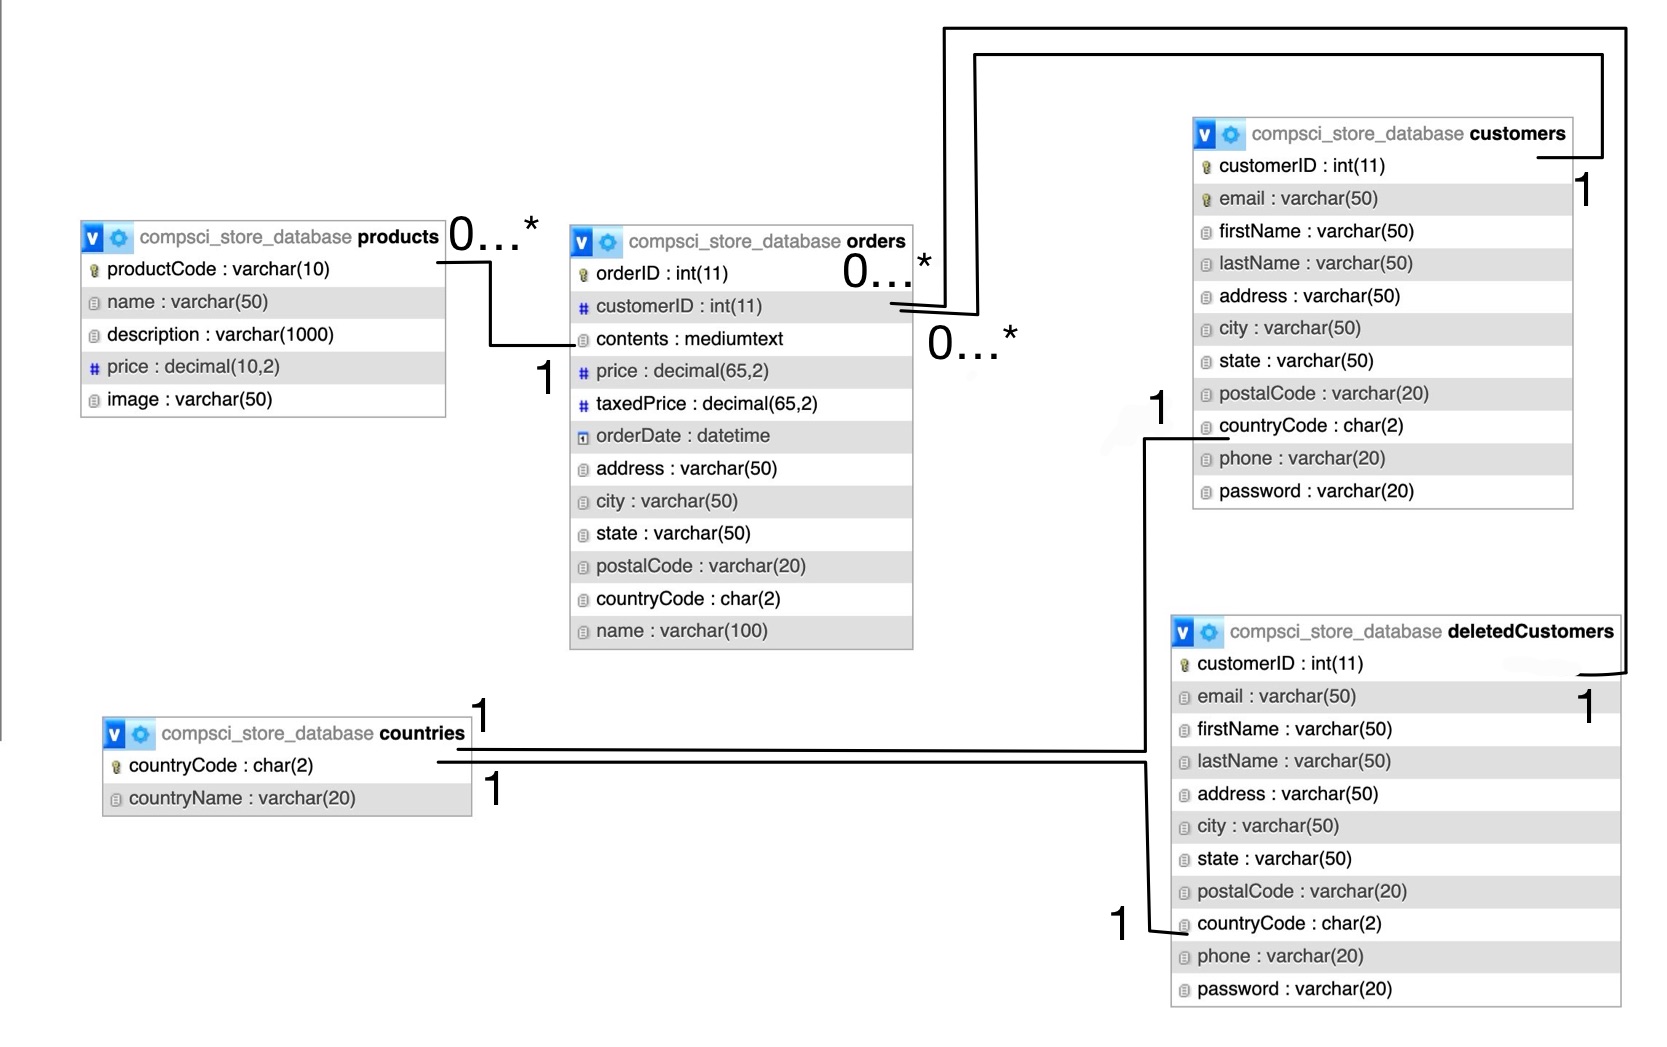 compsci_store_database products
productCode : varchar(10)
name : varchar(50)
description : varchar(1000)
price : decimal(10,2)
image : varchar(50)
0...*
1
compsci_store_database orders
orderID : int(11)
customerID : int(11)
contents : mediumtext
price : decimal(65,2)
taxedPrice : decimal(65,2)
orderDate : datetime
address : varchar(50)
city : varchar(50)
state : varchar(50)
postalCode : varchar(20)
countryCode : char(2)
name : varchar(100)
0...*
0...*
compsci_store_database customers
customerID : int(11)
email : varchar(50)
firstName : varchar(50)
lastName : varchar(50)
address : varchar(50)
city : varchar(50)
state : varchar(50)
postalCode : varchar(20)
countryCode : char(2)
phone : varchar(20)
password : varchar(20)
1
1
compsci_store_database countries
countryCode : char(2)
countryName : varchar(20)
1
1
compsci_store_database deletedCustomers
customerID : int(11)
email : varchar(50)
firstName : varchar(50)
lastName : varchar(50)
address : varchar(50)
city : varchar(50)
state : varchar(50)
postalCode : varchar(20)
countryCode : char(2)
phone : varchar(20)
password : varchar(20)
1
1